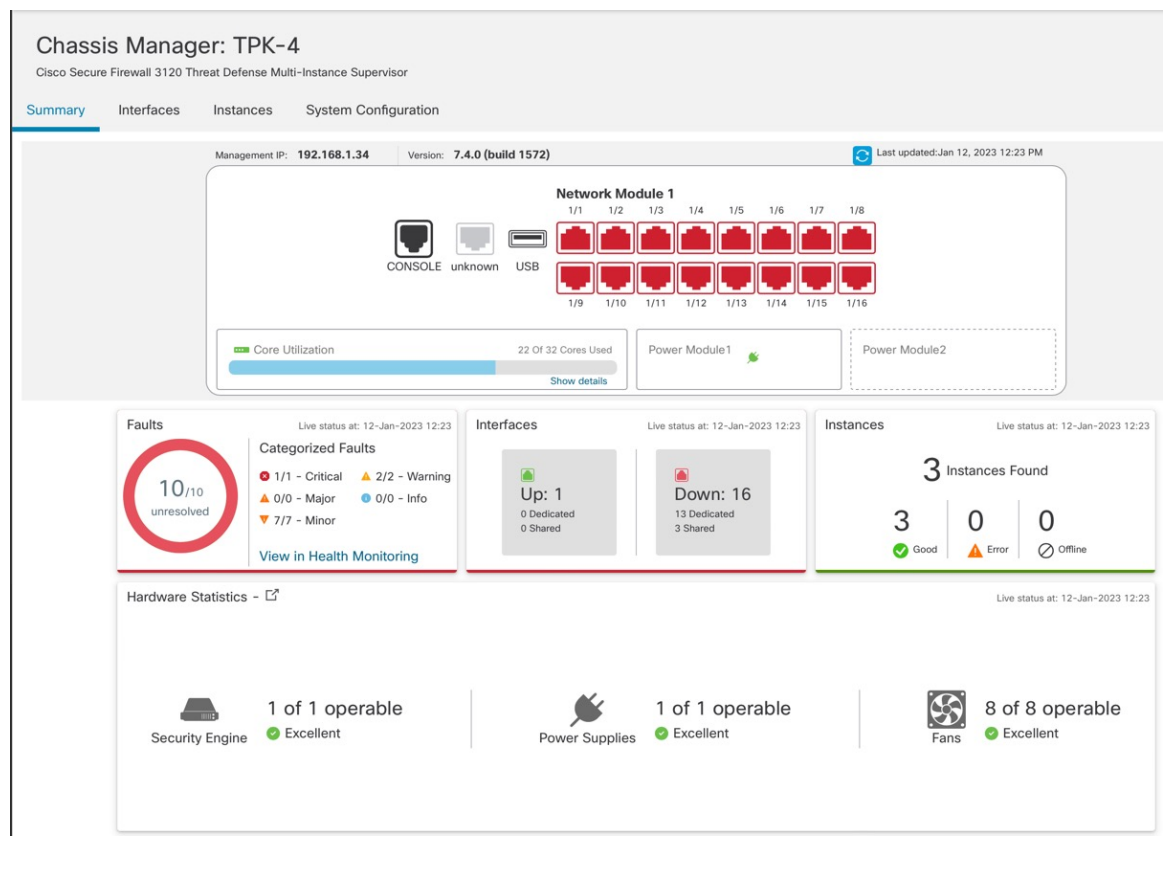 Chassis Manager: TPK-4
Cisco Secure Firewall 3120 Threat Defense Multi-Instance Supervisor
Summary Interfaces Instances System Configuration
Management IP: 192.168.1.34 Version: 7.4.0 (build 1572) Last updated:Jan 12, 2023 12:23 PM
Network Module 1
1/1 1/2 1/3 1/4 1/5 1/6 1/7 1/8
CONSOLE unknown USB
1/9 1/10 1/11 1/12 1/13 1/14 1/15 1/16
Core Utilization 22 Of 32 Cores Used
Show details
Power Module1
Power Module2
Faults Live status at: 12-Jan-2023 12:23
10/10
unresolved
Categorized Faults
1/1 - Critical 2/2 - Warning
0/0 - Major 0/0 - Info
7/7 - Minor
View in Health Monitoring
Interfaces Live status at: 12-Jan-2023 12:23
Up: 1
0 Dedicated
0 Shared
Down: 16
13 Dedicated
3 Shared
Instances Live status at: 12-Jan-2023 12:23
3 Instances Found
3 0 0
Good Error Offline
Hardware Statistics - Live status at: 12-Jan-2023 12:23
Security Engine
1 of 1 operable
Excellent
Power Supplies
1 of 1 operable
Excellent
Fans
8 of 8 operable
Excellent